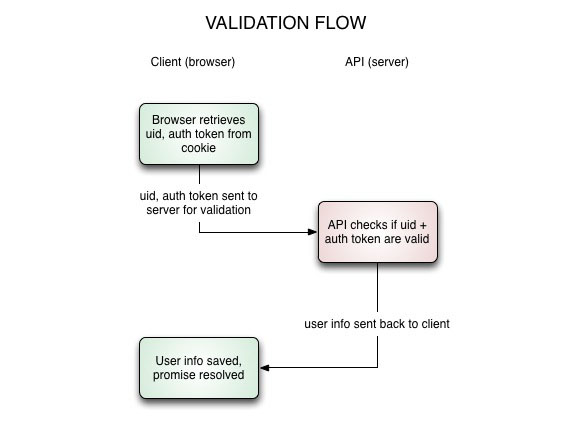 VALIDATION FLOW
Client (browser)
API (server)
Browser retrieves
uid, auth token from
cookie
uid, auth token sent to
server for validation
API checks if uid +
auth token are valid
user info sent back to client
User info saved,
promise resolved